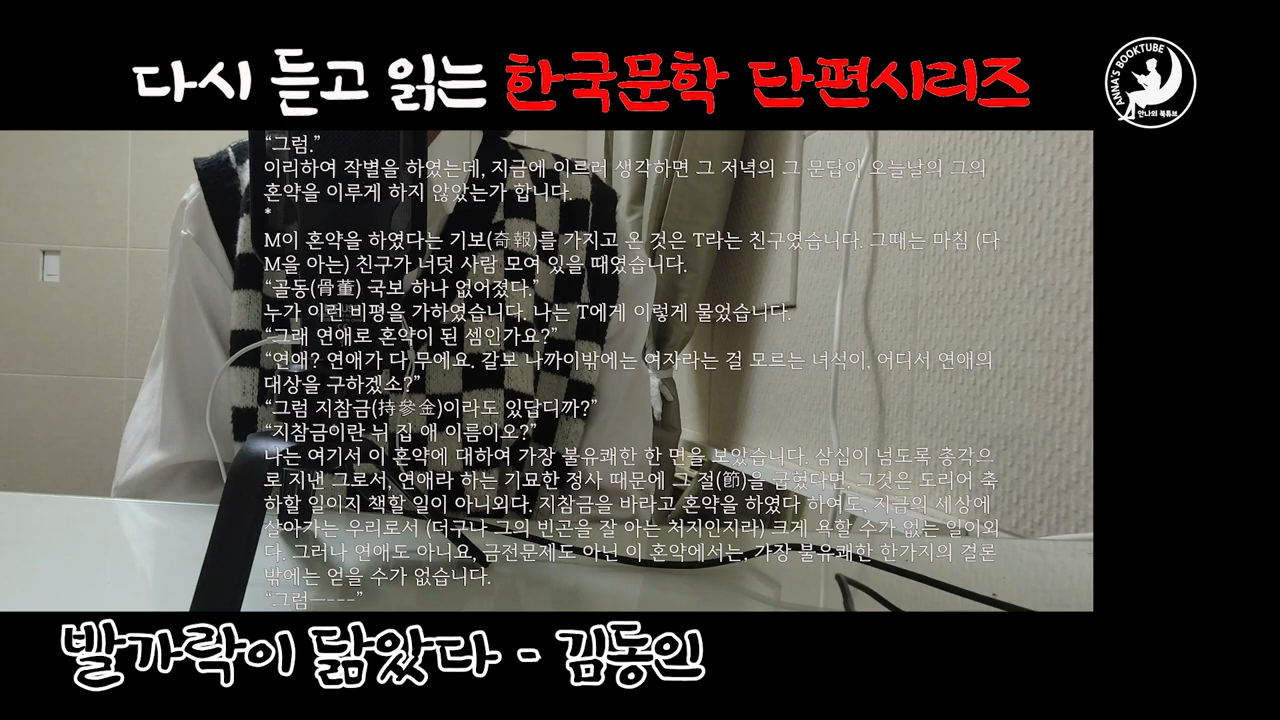 다시 듣고 읽는 한국문학 단편시리즈
ANNA'S BOOKTUBE
안나의 북튜브
“그럼.”
이리하여 작별을 하였는데, 지금에 이르러 생각하면 그 저녁의 그 문답이 오늘날의 그의
혼약을 이루게 하지 않았는가 합니다.
*
M이 혼약을 하였다는 기보(奇報)를 가지고 온 것은 T라는 친구였습니다. 그때는 마침 (다
M을 아는) 친구가 너덧 사람 모여 있을 때였습니다.
“골동(骨董) 국보 하나 없어졌다.”
누가 이런 비평을 가하였습니다. 나는 T에게 이렇게 물었습니다.
“그래 연애로 혼약이 된 셈인가요?”
“연애? 연애가 다 무에요. 갈보 나까이밖에는 여자라는 걸 모르는 녀석이, 어디서 연애의
대상을 구하겠소?”
“그럼 지참금(持參金)이라도 있답디까?”
“지참금이란 뉘 집 애 이름이오?”
나는 여기서 이 혼약에 대하여 가장 불유쾌한 한 면을 보았습니다. 삼십이 넘도록 총각으
로 지낸 그로서, 연애라 하는 기묘한 정사 때문에 그 절(節)을 굽혔다면, 그것은 도리어 축
하할 일이지 책할 일이 아니외다. 지참금을 바라고 혼약을 하였다 하여도, 지금의 세상에
살아가는 우리로서 (더구나 그의 빈곤을 잘 아는 처지인지라) 크게 욕할 수가 없는 일이외
다. 그러나 연애도 아니요, 금전문제도 아닌 이 혼약에서는, 가장 불유쾌한 한가지의 결론
밖에는 얻을 수가 없습니다.
“그럼―---”
발가락이 닮았다 - 김동인